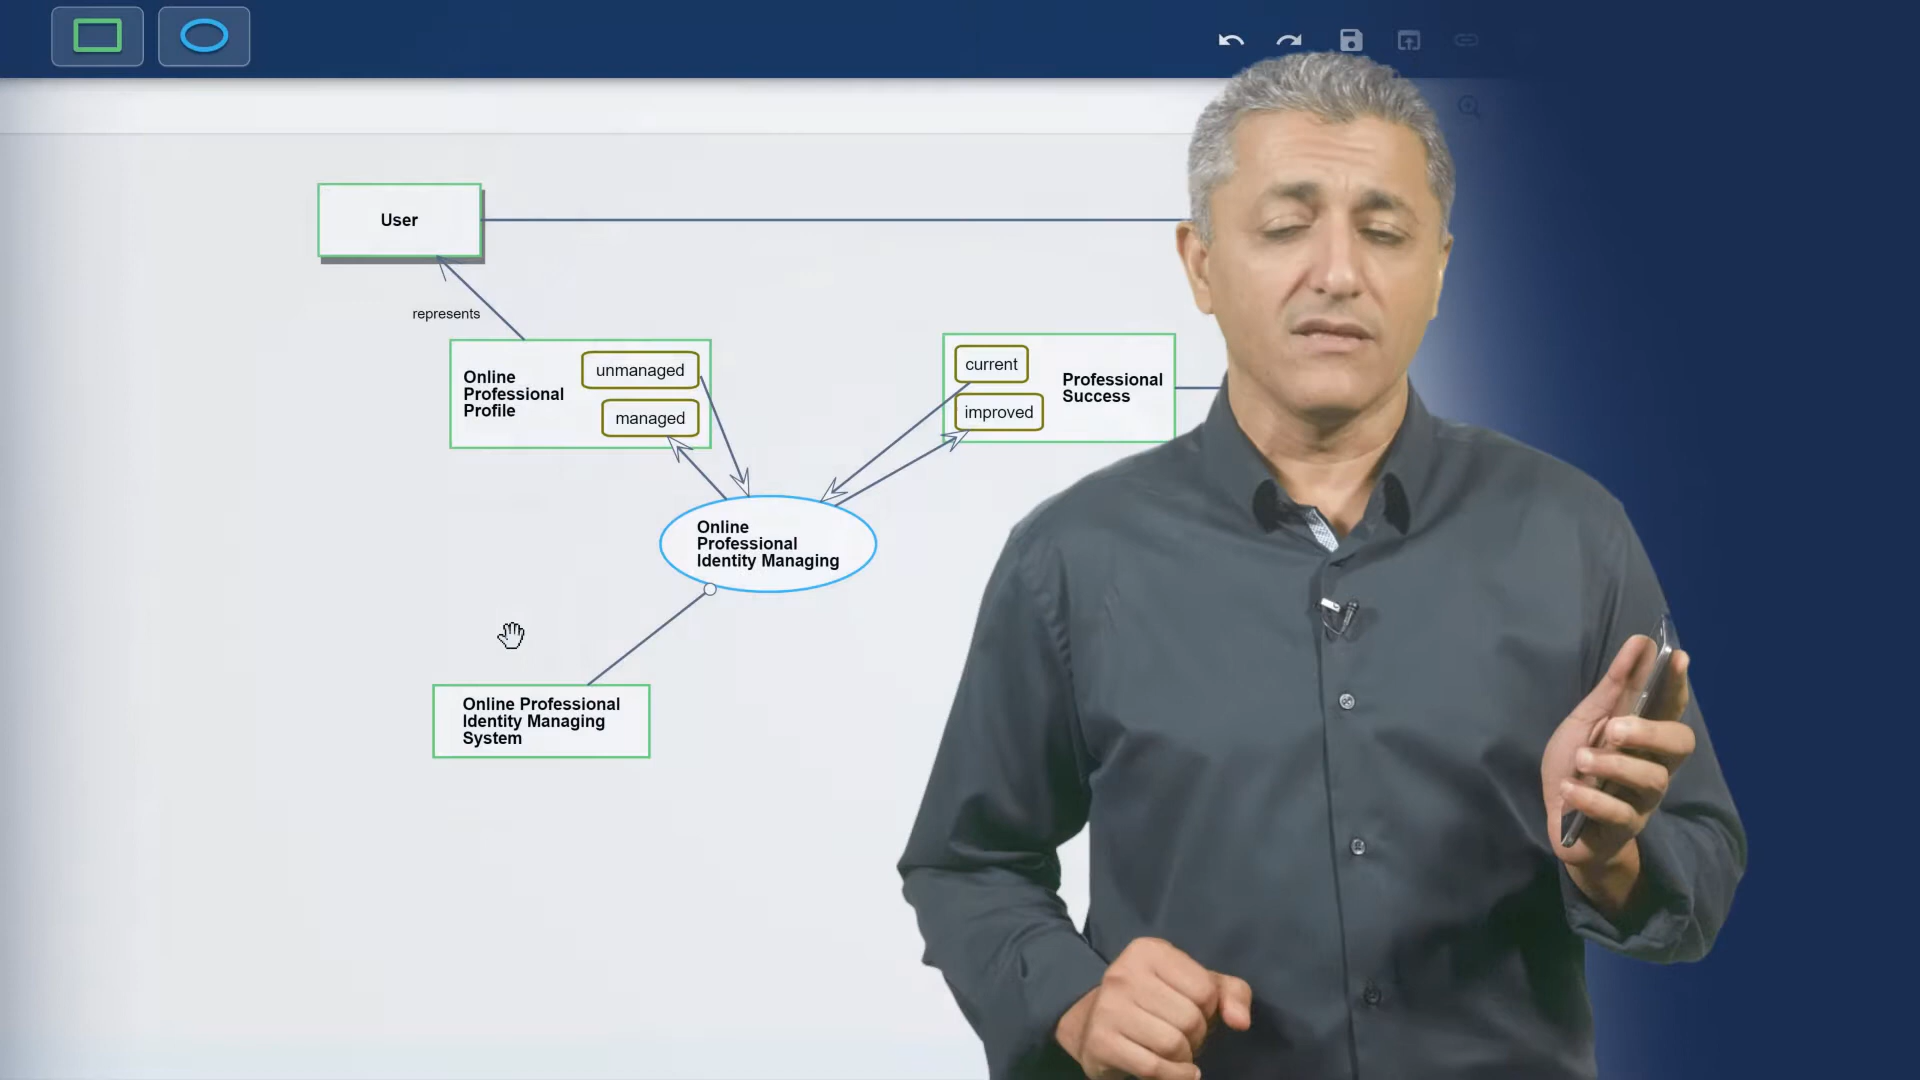 User
represents
Online
Professional
Profile
unmanaged
managed
current
improved
Professional
Success
Online
Professional
Identity Managing
Online Professional
Identity Managing
System